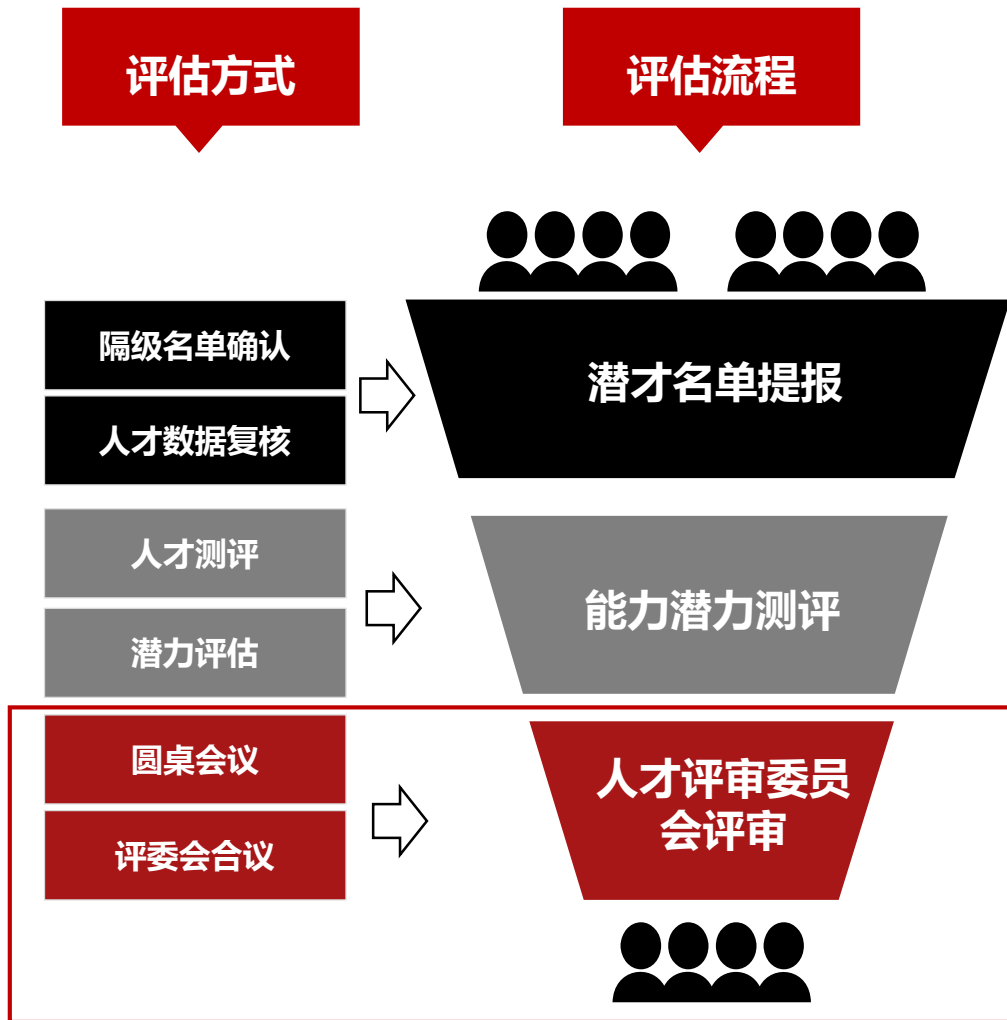 评估方式
评估流程
隔级名单确认
人才数据复核
潜才名单提报
人才测评
潜力评估
能力潜力测评
圆桌会议
评委会合议
人才评审委员
会评审